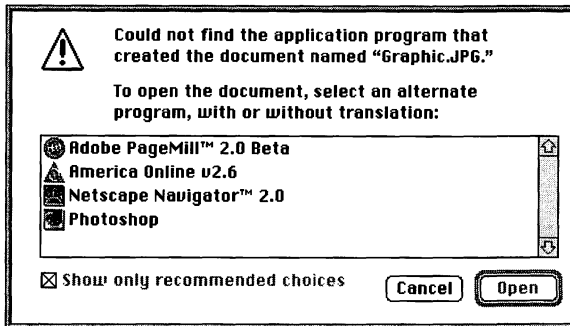 Could not find the application program that
created the document named “Graphic.JPG.”
To open the document, select an alternate
program, with or without translation:
Adobe PageMill™ 2.0 Beta
America Online v2.6
Netscape Navigator™ 2.0
Photoshop
Show only recommended choices
Cancel
Open